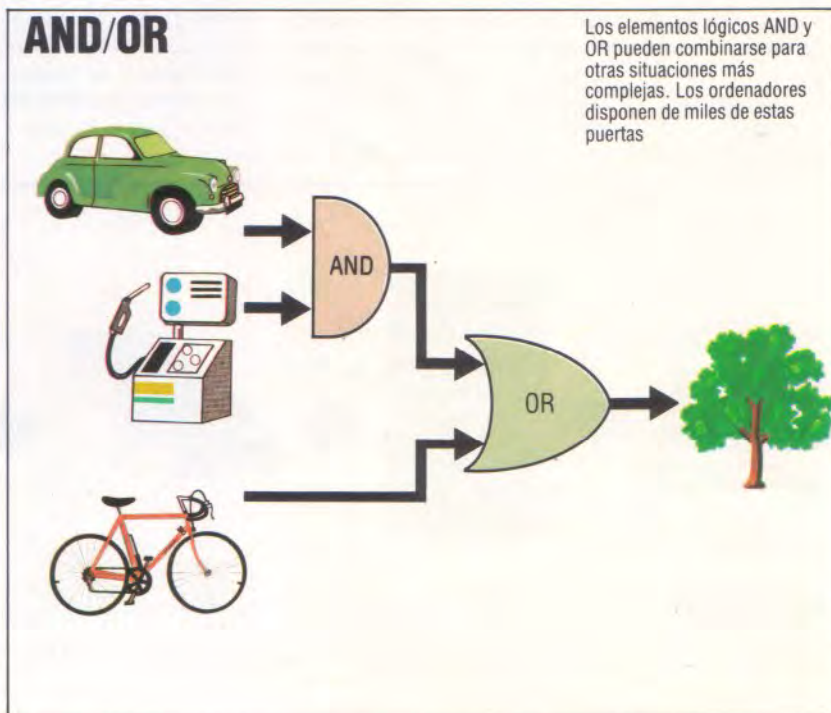 AND/OR
Los elementos lógicos AND y
OR pueden combinarse para
otras situaciones más
complejas. Los ordenadores
disponen de miles de estas
puertas
AND
OR